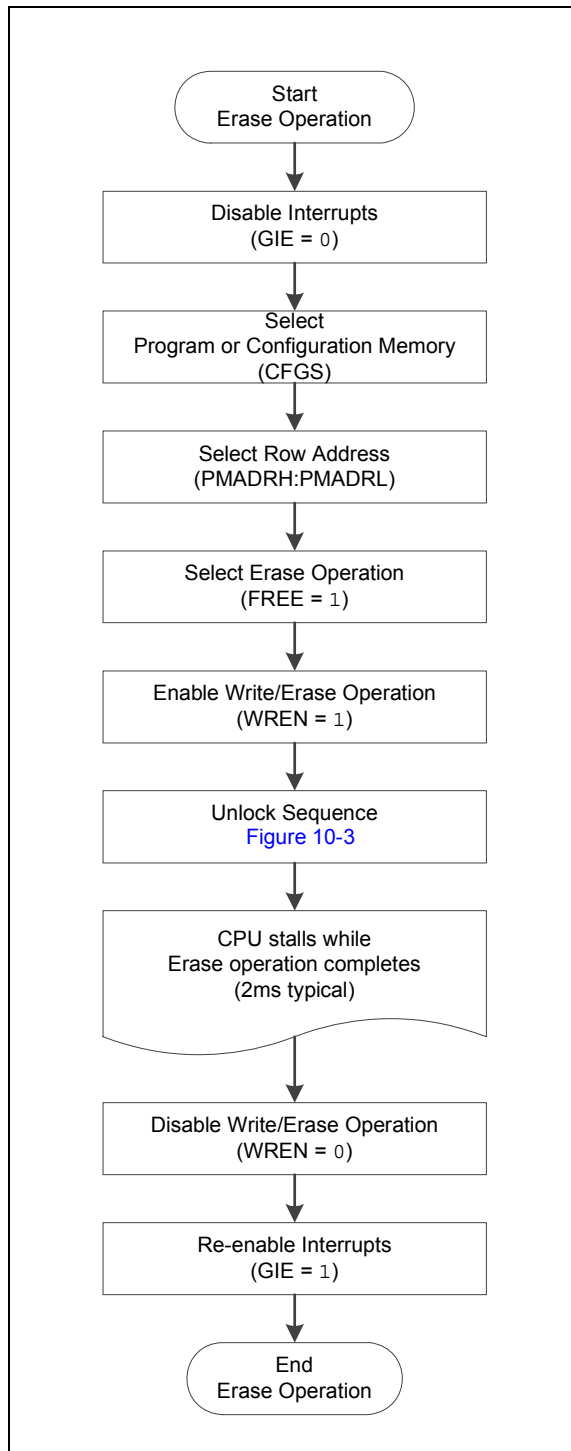 Start
Erase Operation
Disable Interrupts
(GIE = 0)
Select
Program or Configuration Memory
(CFGS)
Select Row Address
(PMADRH:PMADRL)
Select Erase Operation
(FREE = 1)
Enable Write/Erase Operation
(WREN = 1)
Unlock Sequence
Figure 10-3
CPU stalls while
Erase operation completes
(2ms typical)
Disable Write/Erase Operation
(WREN = 0)
Re-enable Interrupts
(GIE = 1)
End
Erase Operation